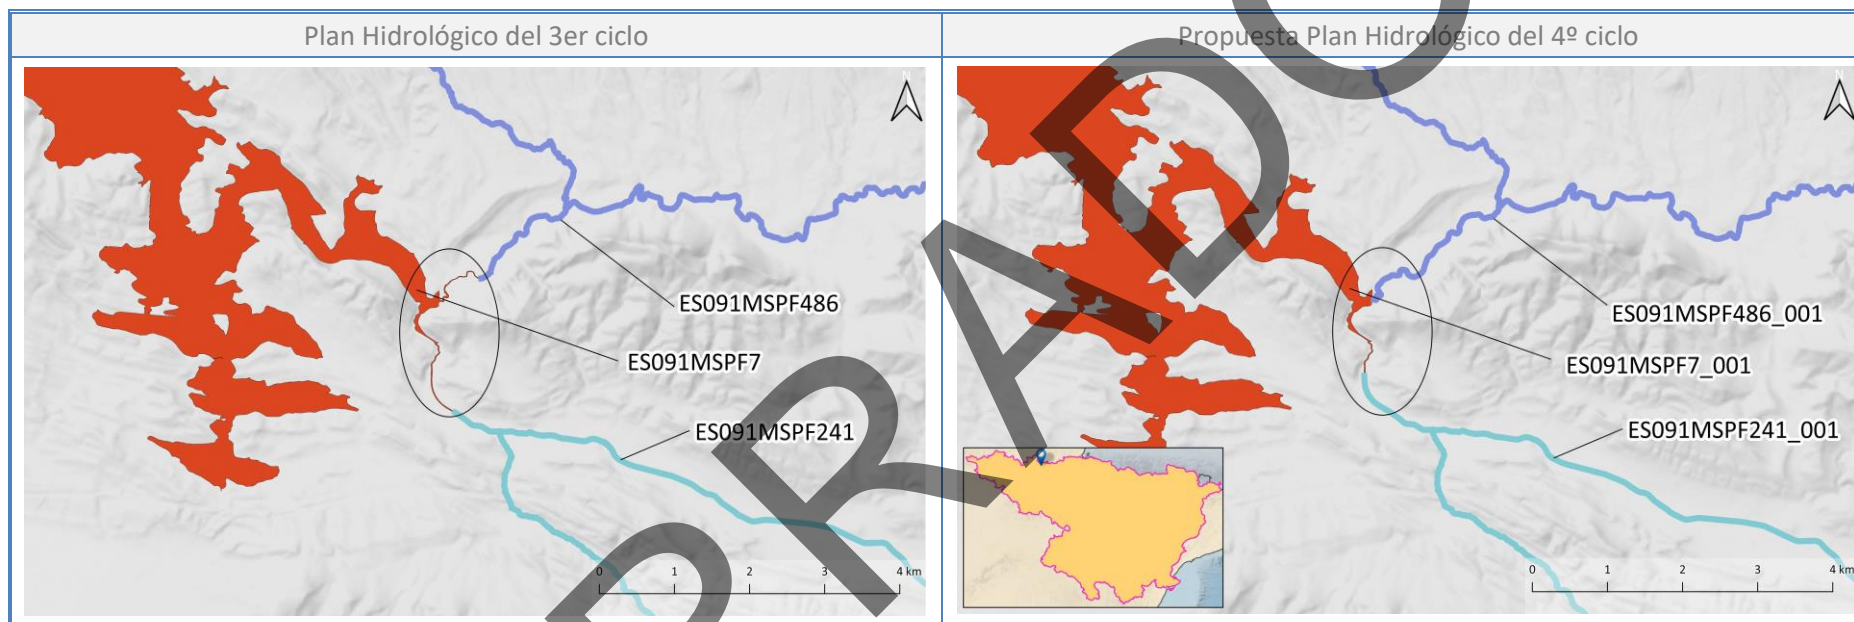 Plan Hidrológico del 3er ciclo
Propuesta Plan Hidrológico del 4º ciclo
N
ES091MSPF486
ES091MSPF7
ES091MSPF241
0 1 2 3 4 km
N
ES091MSPF486_001
ES091MSPF7_001
ES091MSPF241_001
0 1 2 3 4 km